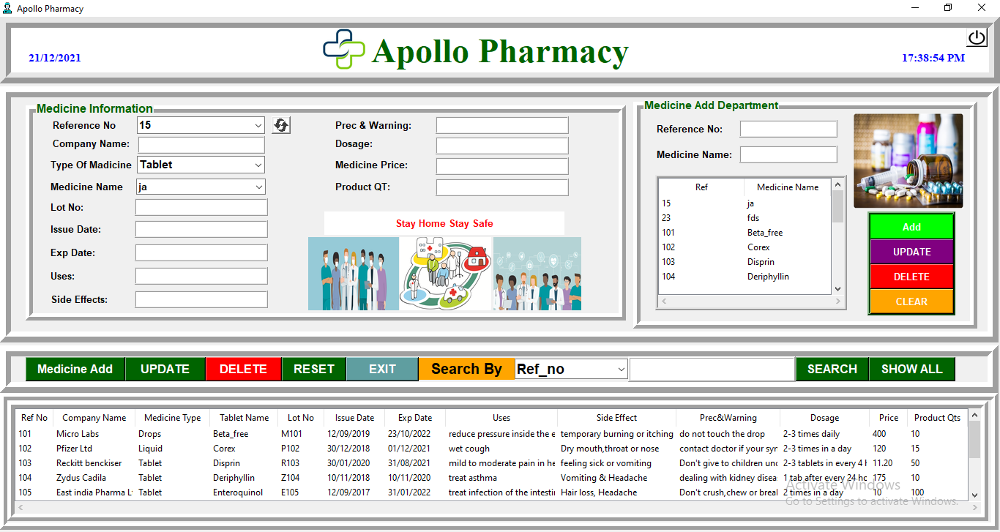 Apollo Pharmacy
Apollo Pharmacy
21/12/2021
17:38:54 PM
Medicine Information
Reference No 15
Company Name:
Type Of Madicine Tablet
Medicine Name ja
Lot No:
Issue Date:
Exp Date:
Uses:
Side Effects:
Prec & Warning:
Dosage:
Medicine Price:
Product QT:
Stay Home Stay Safe
Medicine Add Department
Reference No:
Medicine Name:
Ref Medicine Name
15 ja
23 fds
101 Beta_free
102 Corex
103 Disprin
104 Deriphyllin
Add
UPDATE
DELETE
CLEAR
Medicine Add UPDATE DELETE RESET EXIT Search By Ref_no SEARCH SHOW ALL
Ref No Company Name Medicine Type Tablet Name Lot No Issue Date Exp Date Uses Side Effect Prec&Warning Dosage Price Product Qts
101 Micro Labs Drops Beta_free M101 12/09/2019 23/10/2022 reduce pressure inside the e temporary burning or itching do not touch the drop 2-3 times daily 400 10
102 Pfizer Ltd Liquid Corex P102 30/12/2018 01/12/2021 wet cough Dry mouth,throat or nose contact doctor if your syr 2-3 times in a day 120 15
103 Reckitt benckiser Tablet Disprin R103 30/01/2020 31/08/2021 mild to moderate pain in he feeling sick or vomiting Don't give to children und 2-3 tablets in every 4 h 11.20 50
104 Zydus Cadila Tablet Deriphyllin Z104 10/11/2018 10/11/2020 treat asthma Vomiting & Headache dealing with kidney disea 1 tab after every 24 hc 175 10
105 East india Pharma L Tablet Enteroquinol E105 12/09/2017 31/01/2022 treat infection of the intesti Hair loss, Headache Don't crush,chew or break 2 times in a day 10 100
Activate Windows
Go to Settings to activate Windows.